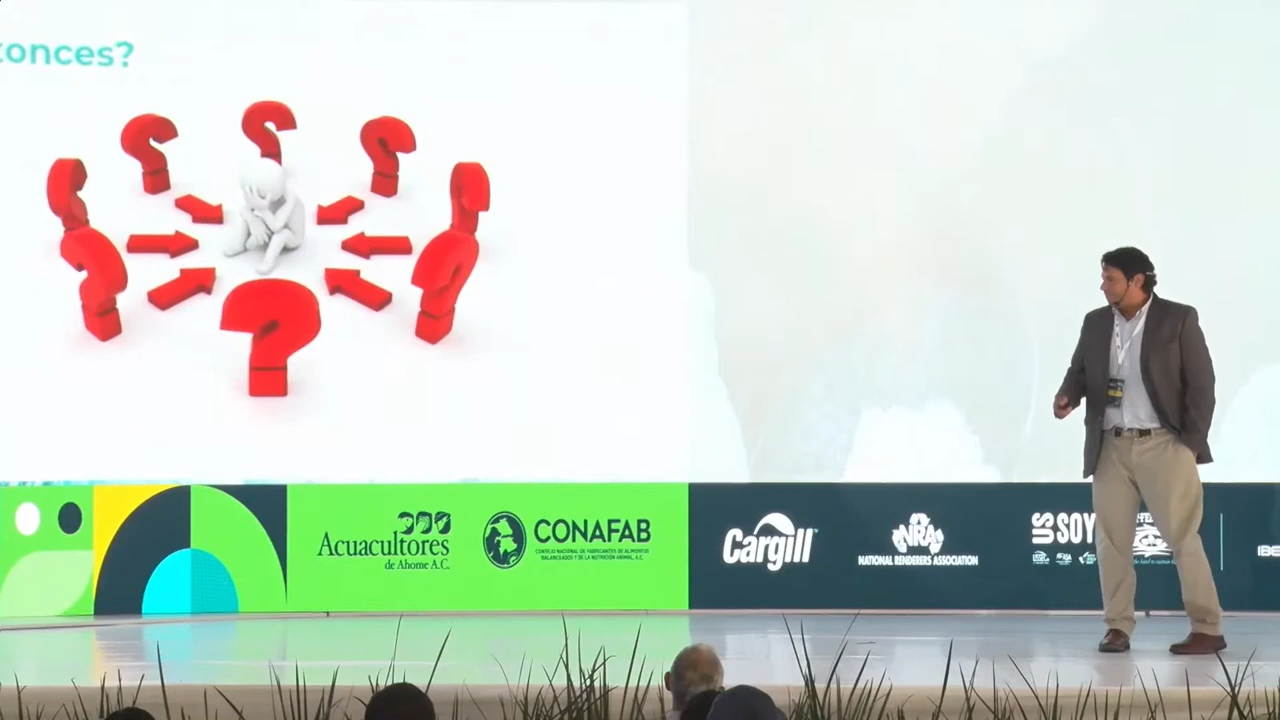 tonces?
Acuacultores
de Ahome A.C.
CONAFAB
CONSEJO NACIONAL DE FABRICANTES DE ALIMENTOS
BALANCEADOS Y DE LA NUTRICIÓN ANIMAL, A.C.
Cargill
NRA
NATIONAL RENDERERS ASSOCIATION
US
SOY